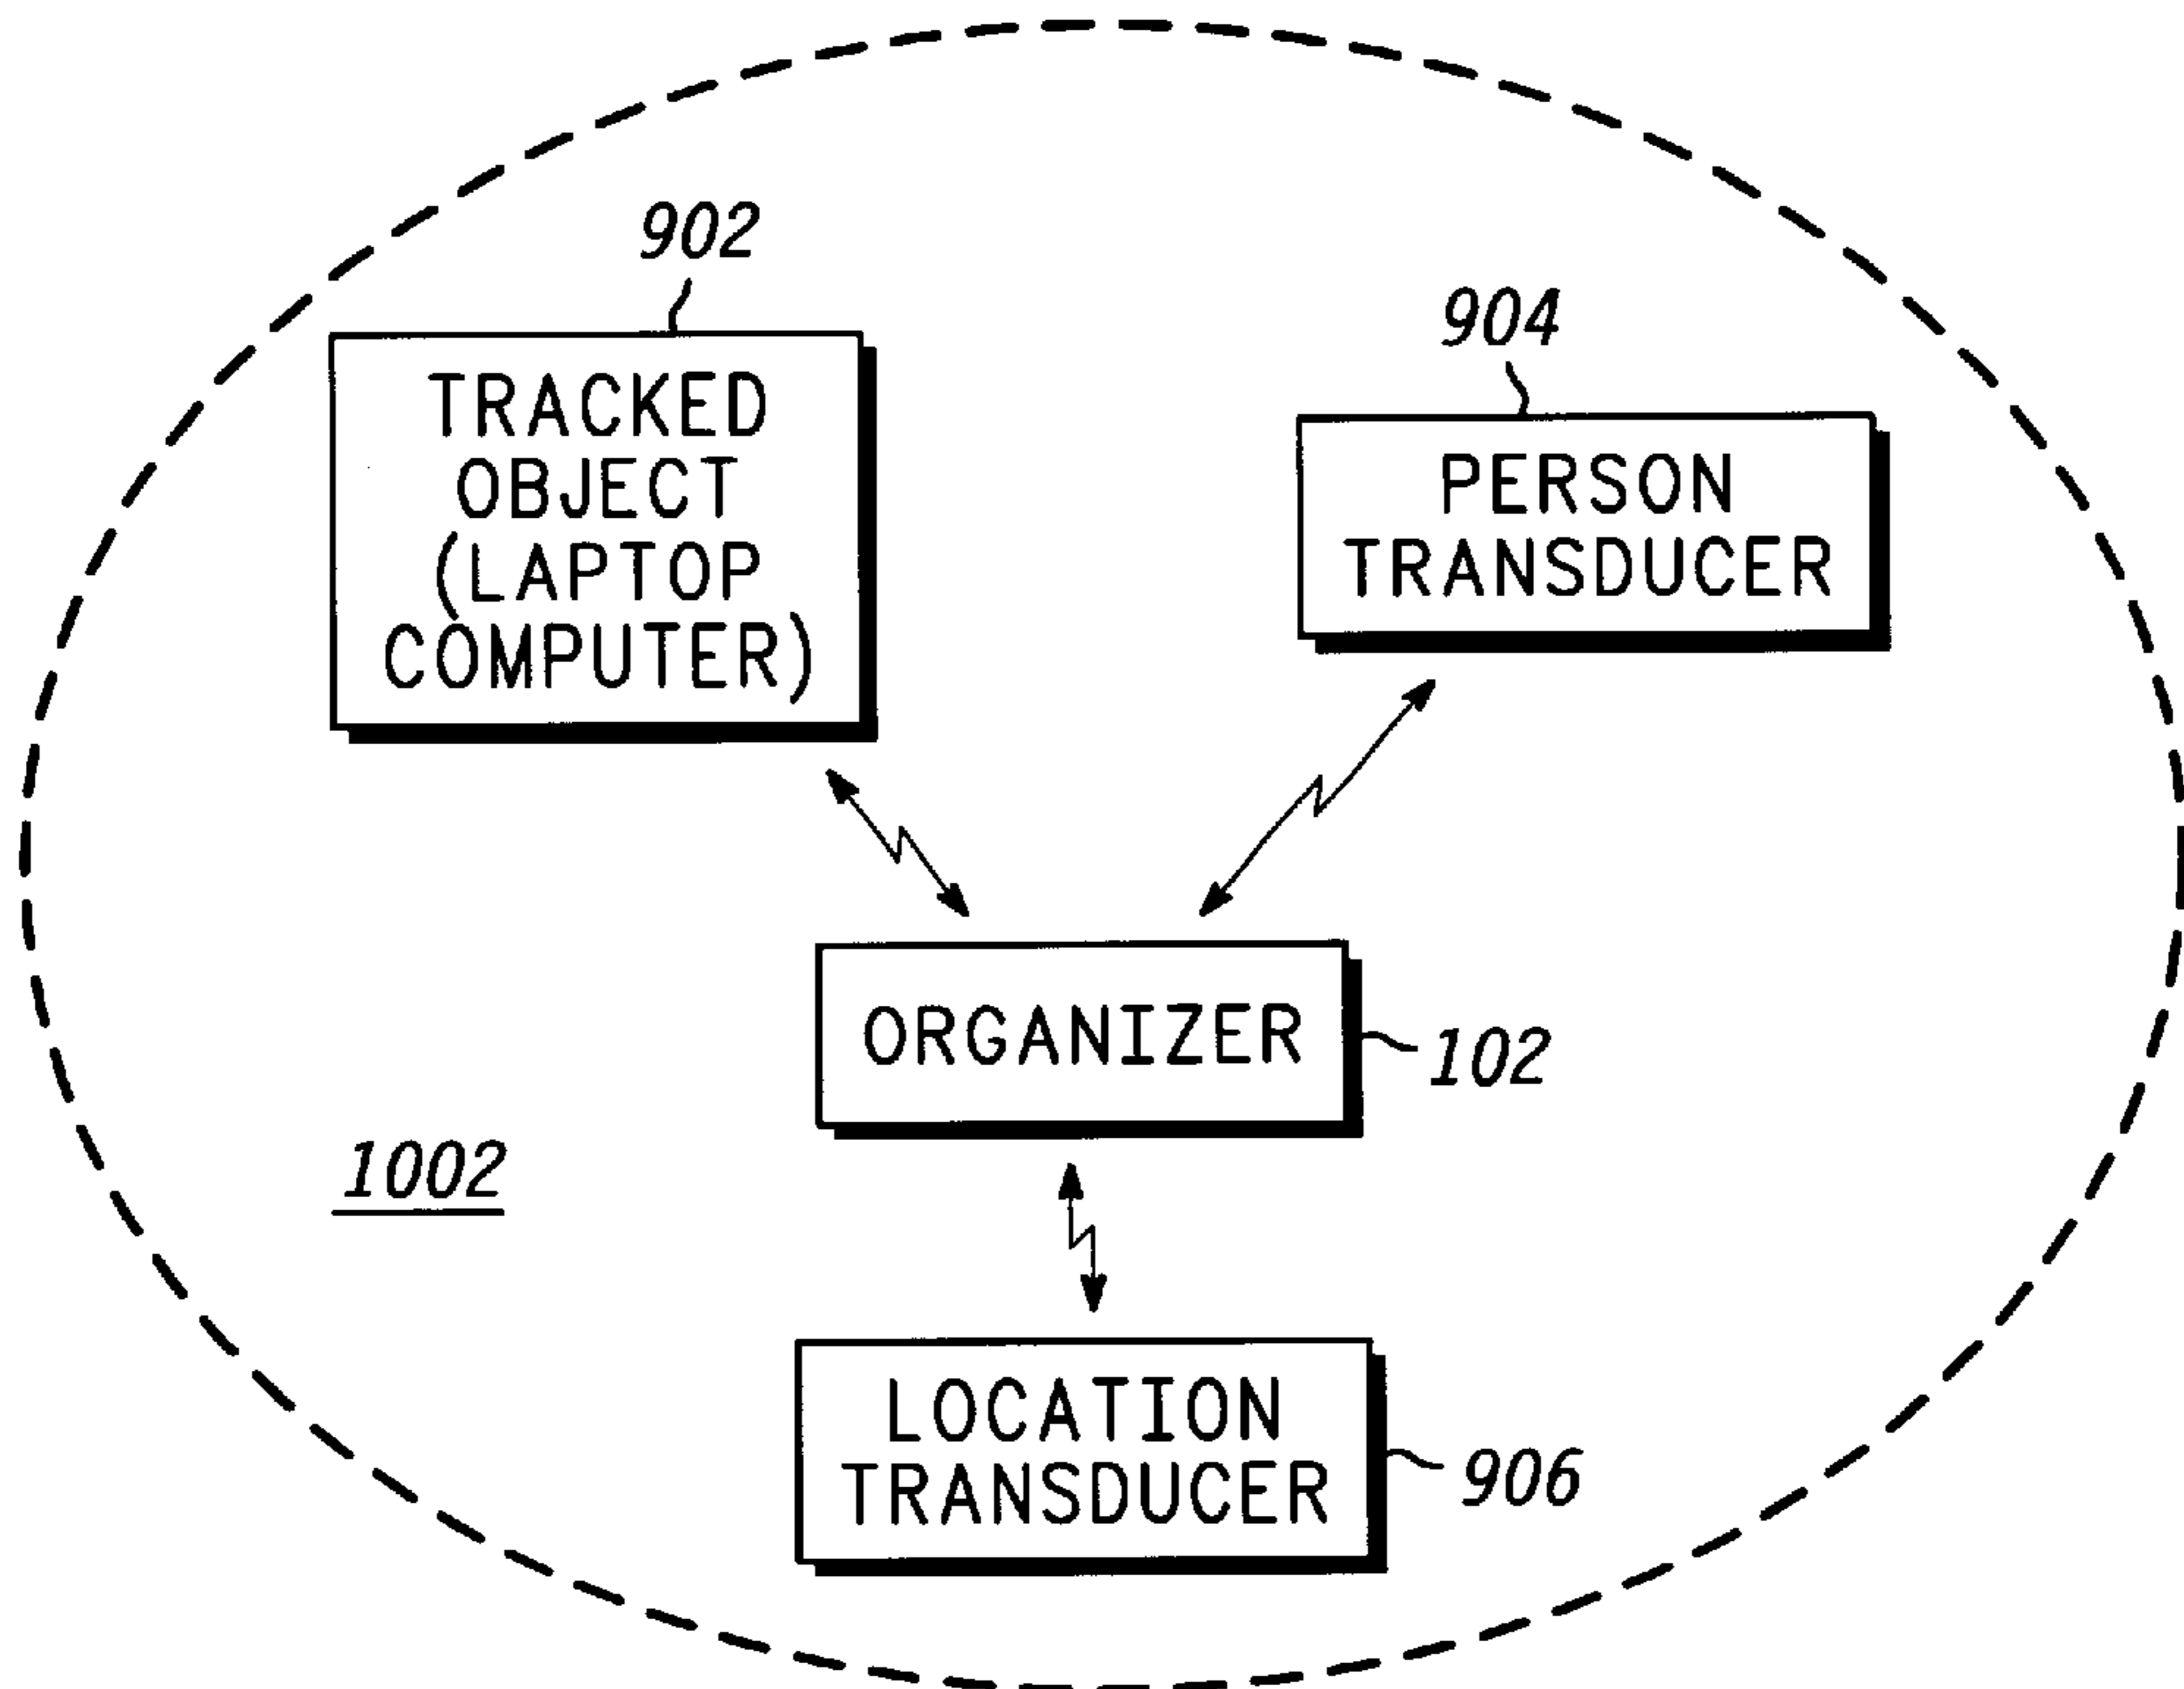 902
TRACKED
OBJECT
(LAPTOP
COMPUTER)
904
PERSON
TRANSDUCER
ORGANIZER
102
1002
LOCATION
TRANSDUCER
906